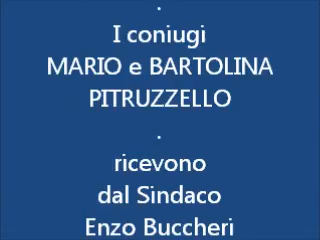 .
I coniugi
MARIO e BARTOLINA
PITRUZZELLO
.
ricevono
dal Sindaco
Enzo Buccheri